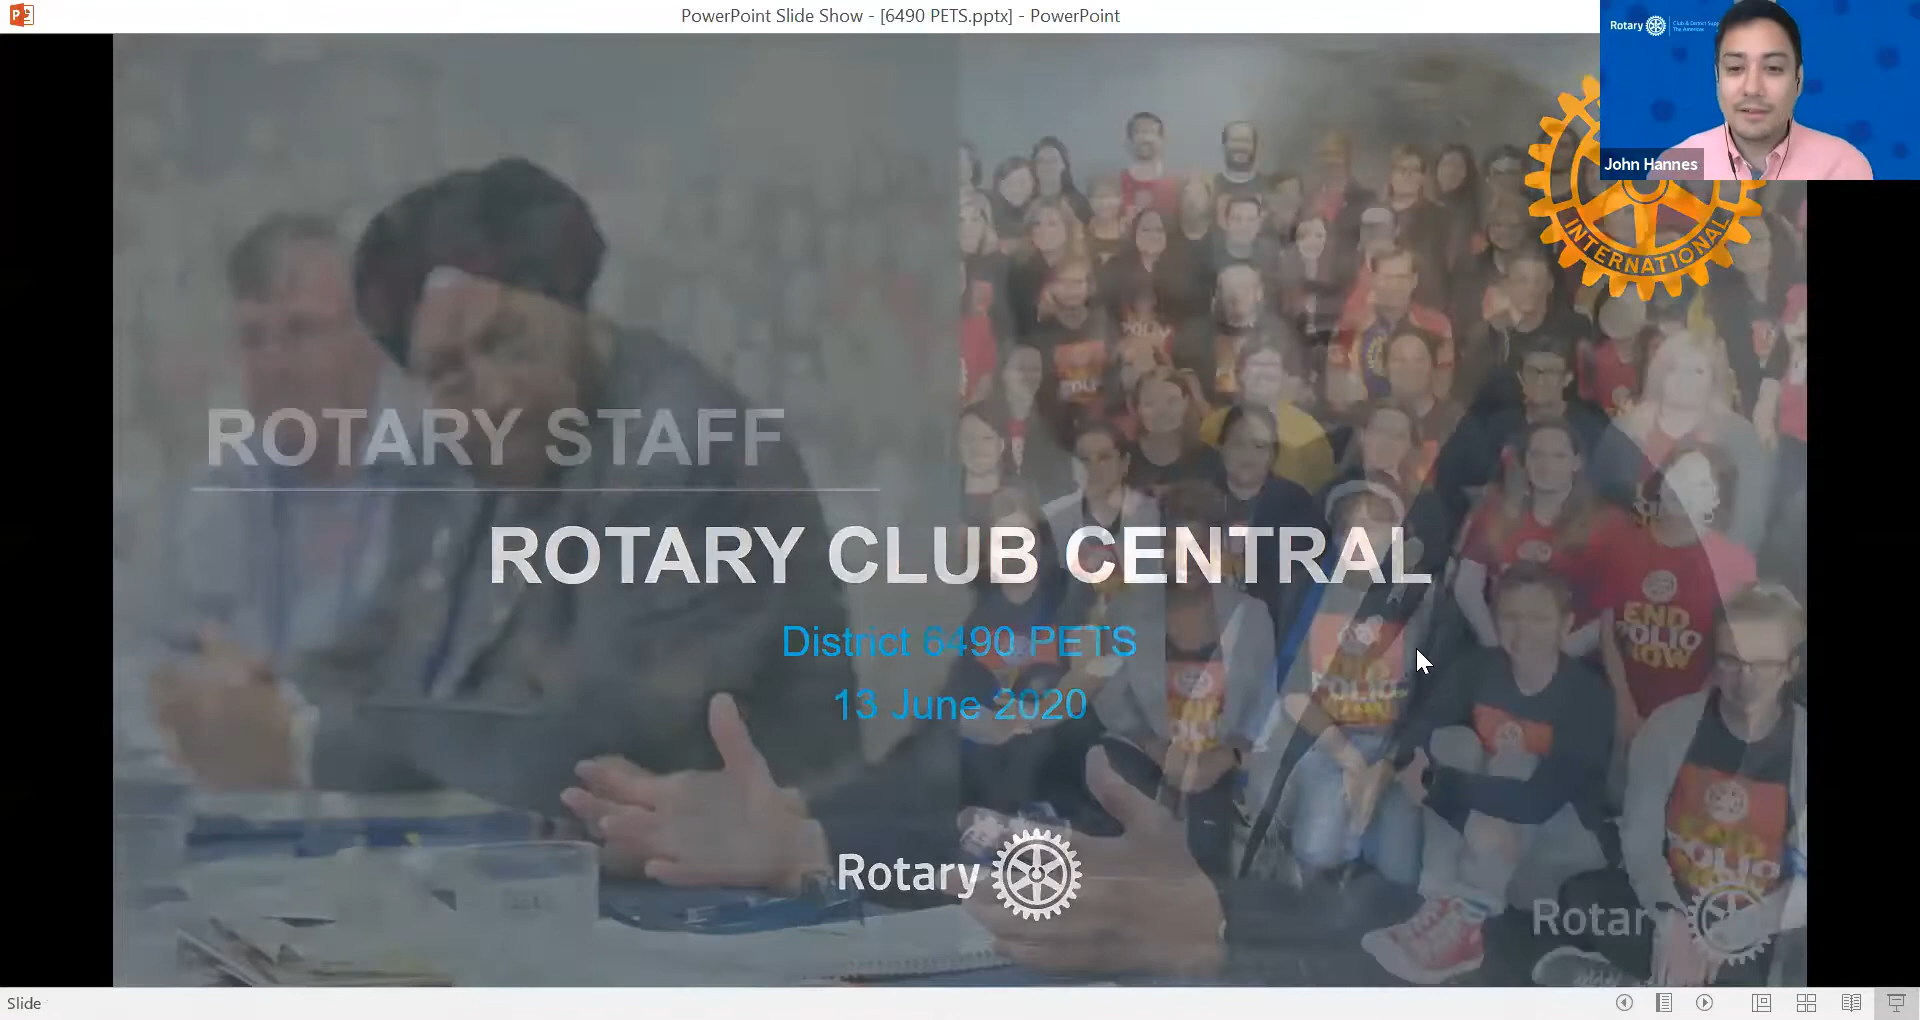 PowerPoint Slide Show - [6490 PETS.pptx] - PowerPoint
Rotary
John Hannes
INTERNATIONAL
ROTARY STAFF
ROTARY CLUB CENTRAL
District 6490 PETS
13 June 2020
END
POLIO
NOW
Rotary
Rotary
Slide